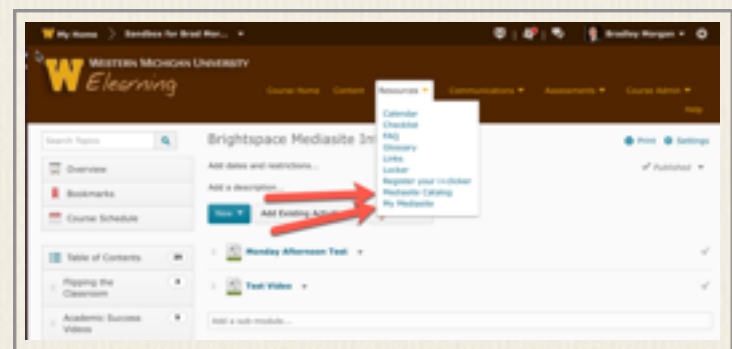 My Home > Sandbox for Brad Mor...
Bradley Morgan
W WESTERN MICHIGAN UNIVERSITY
Elearning
Course Home Content Resources Communications Assessments Course Admin
Help
Calendar
Checklist
FAQ
Glossary
Links
Locker
Register your i>clicker
Mediasite Catalog
My Mediasite
Search Topics
Overview
Bookmarks
Course Schedule
Table of Contents
Flipping the
Classroom
Academic Success
Videos
Brightspace Mediasite
Print Settings
Add dates and restrictions...
Published
Add a description...
New Add Existing
Monday Afternoon Test
Test Video
Add a sub-module...